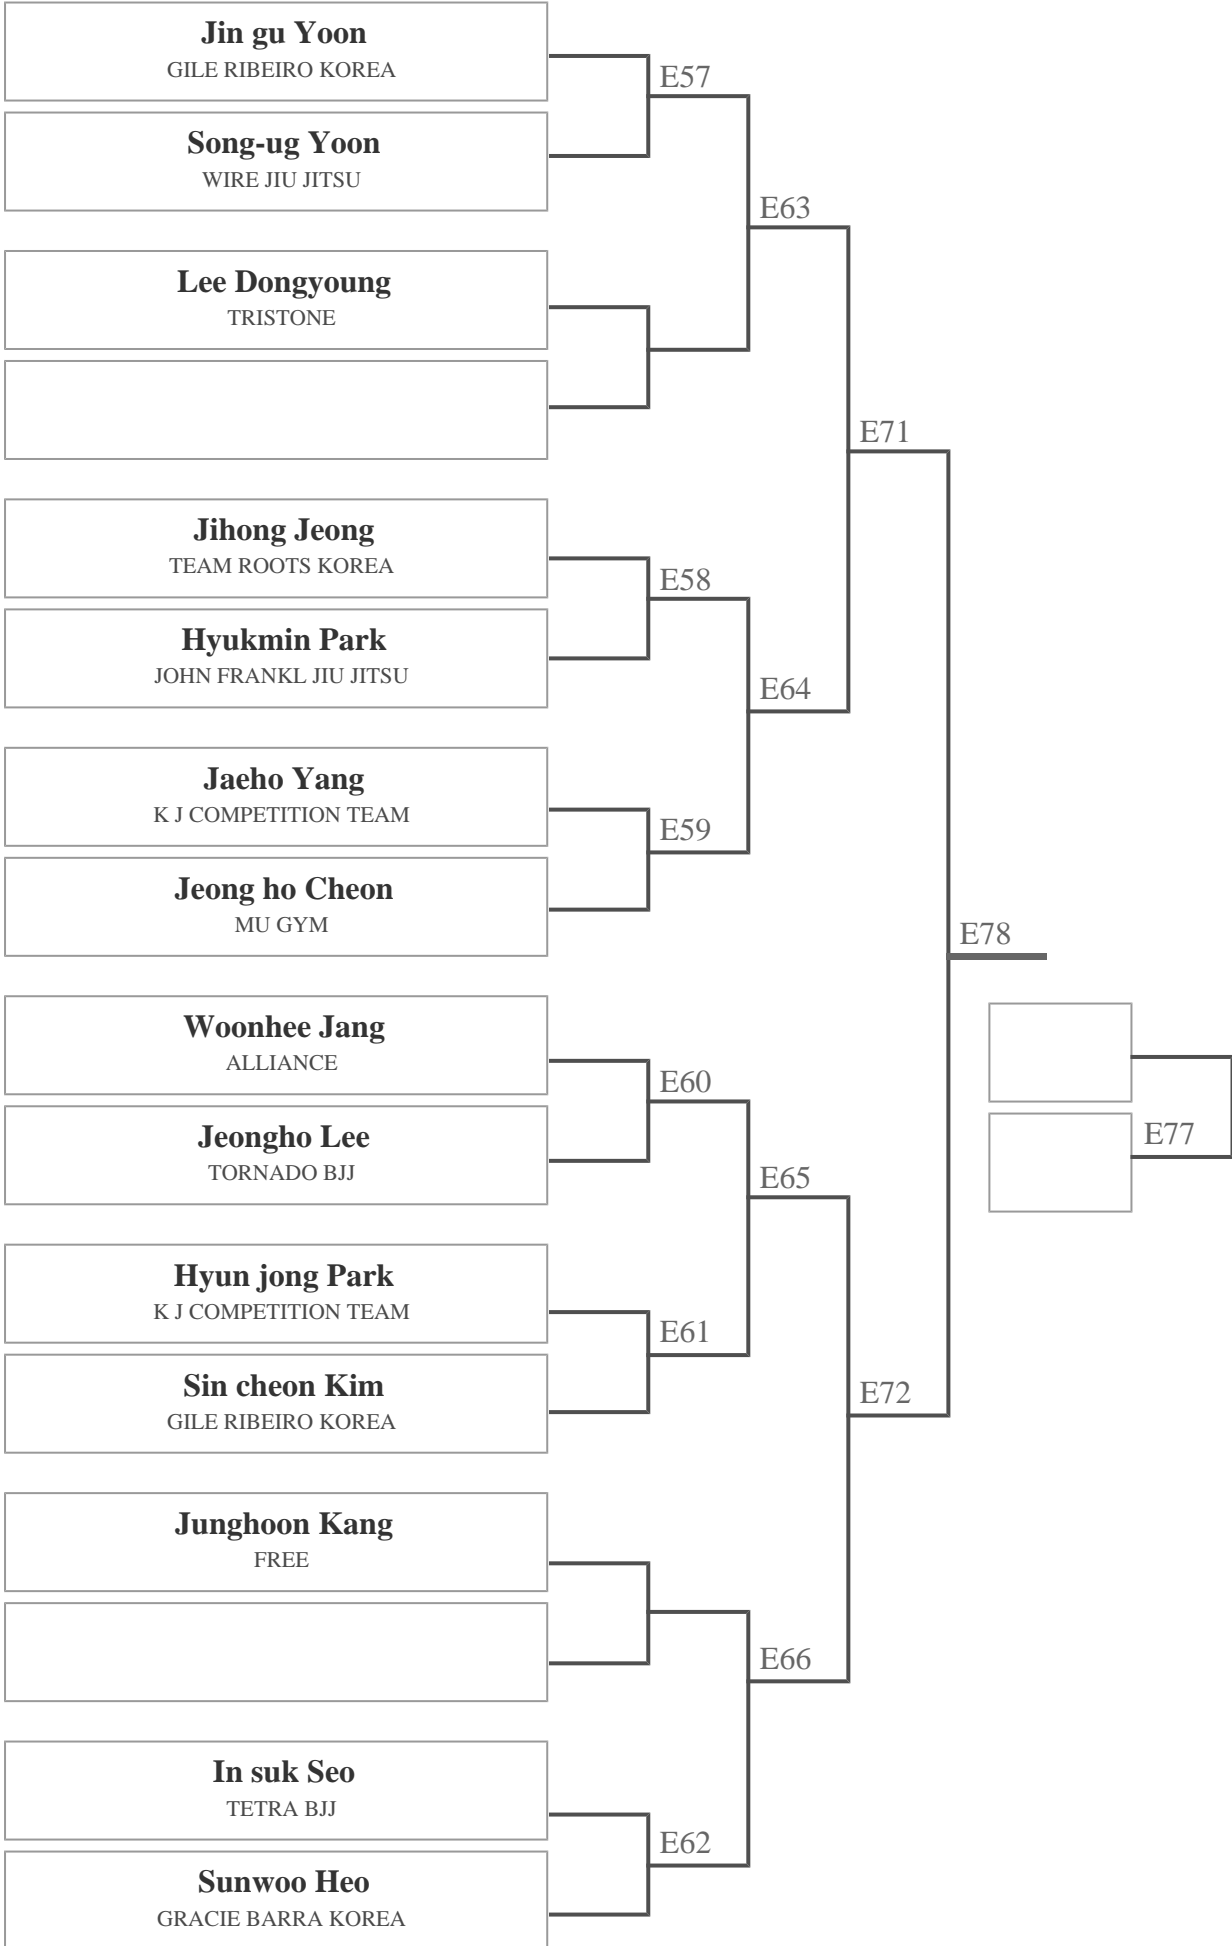 Jin gu Yoon
GILE RIBEIRO KOREA
E57
Song-ug Yoon
WIRE JIU JITSU
E63
Lee Dongyoung
TRISTONE
E71
Jihong Jeong
TEAM ROOTS KOREA
E58
Hyukmin Park
JOHN FRANKL JIU JITSU
E64
Jaeho Yang
K J COMPETITION TEAM
E59
Jeong ho Cheon
MU GYM
E78
Woonhee Jang
ALLIANCE
E60
Jeongho Lee
TORNADO BJJ
E77
E65
Hyun jong Park
K J COMPETITION TEAM
E61
Sin cheon Kim
GILE RIBEIRO KOREA
E72
Junghoon Kang
FREE
E66
In suk Seo
TETRA BJJ
E62
Sunwoo Heo
GRACIE BARRA KOREA